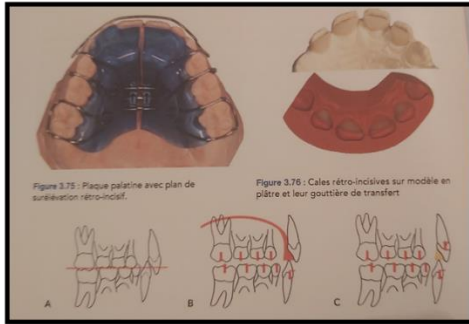 Figure 3.75 : Plaque palatine avec plan de
surélévation rétro-incisif.
Figure 3.76 : Cales rétro-incisives sur modèle en
plâtre et leur gouttière de transfert
A
B
C